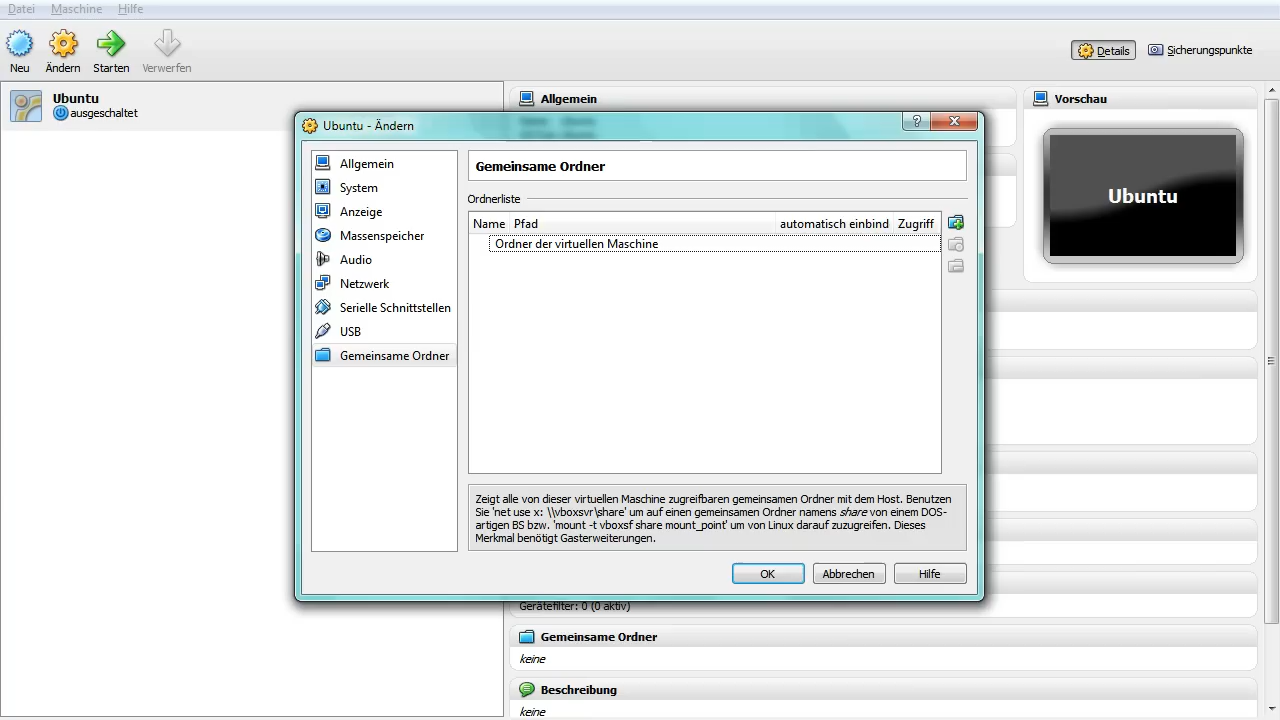 Datei Maschine Hilfe
Neu Ändern Starten Verwerfen
Details Sicherungspunkte
Ubuntu
ausgeschaltet
Allgemein
Vorschau
Ubuntu
Ubuntu - Ändern
Allgemein
System
Anzeige
Massenspeicher
Audio
Netzwerk
Serielle Schnittstellen
USB
Gemeinsame Ordner
Gemeinsame Ordner
Ordnerliste
Name Pfad automatisch einbind Zugriff
Ordner der virtuellen Maschine
Zeigt alle von dieser virtuellen Maschine zugreifbaren gemeinsamen Ordner mit dem Host. Benutzen
Sie 'net use x: \\vboxsvr\share' um auf einen gemeinsamen Ordner namens share von einem DOS-
artigen BS bzw. 'mount -t vboxsf share mount_point' um von Linux darauf zuzugreifen. Dieses
Merkmal benötigt Gasterweiterungen.
OK Abbrechen Hilfe
Gerätefilter: 0 (0 aktiv)
Gemeinsame Ordner
keine
Beschreibung
keine